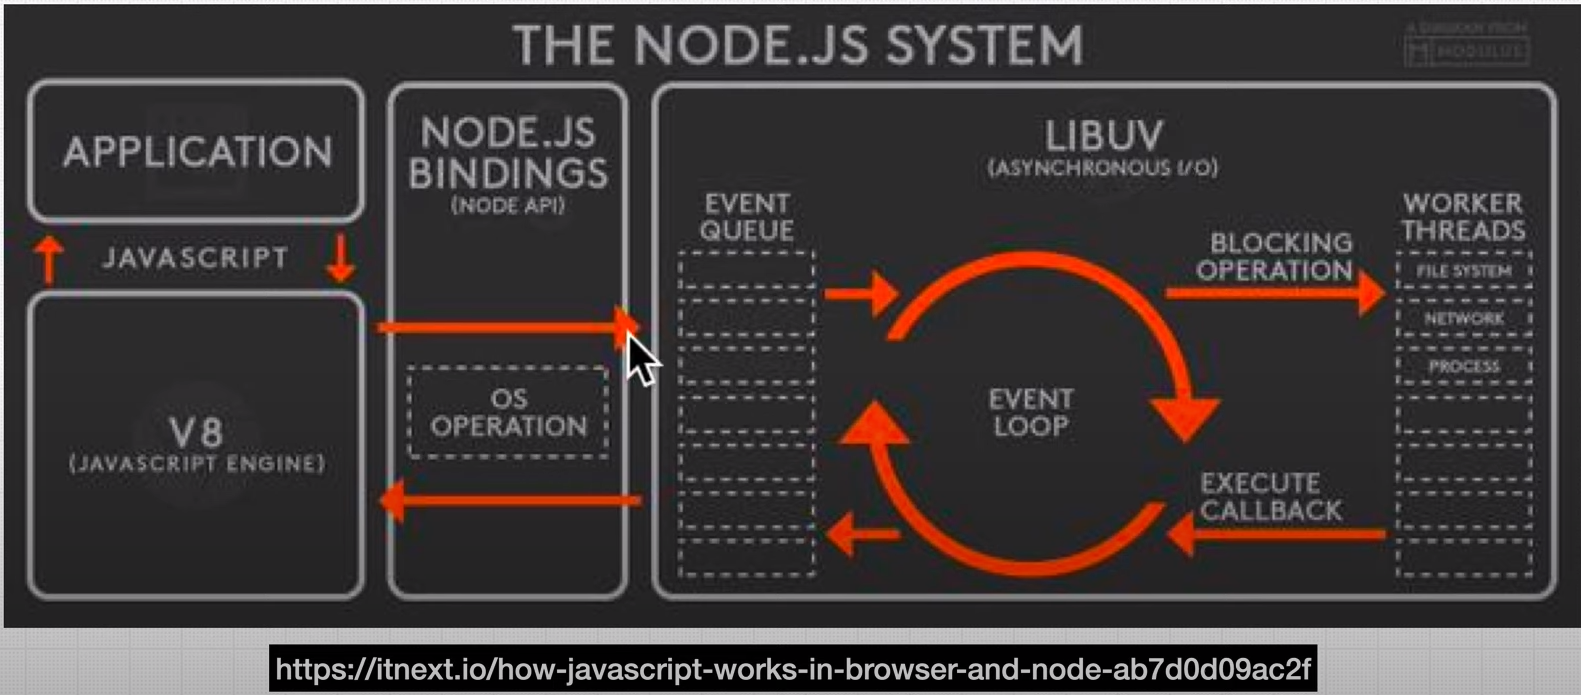 THE NODE.JS SYSTEM
A DIAGRAM FROM
MODULUS
APPLICATION
JAVASCRIPT
V8
(JAVASCRIPT ENGINE)
NODE.JS
BINDINGS
(NODE API)
OS
OPERATION
LIBUV
(ASYNCHRONOUS I/O)
EVENT
QUEUE
EVENT
LOOP
BLOCKING
OPERATION
EXECUTE
CALLBACK
WORKER
THREADS
FILE SYSTEM
NETWORK
PROCESS
https://itnext.io/how-javascript-works-in-browser-and-node-ab7d0d09ac2f